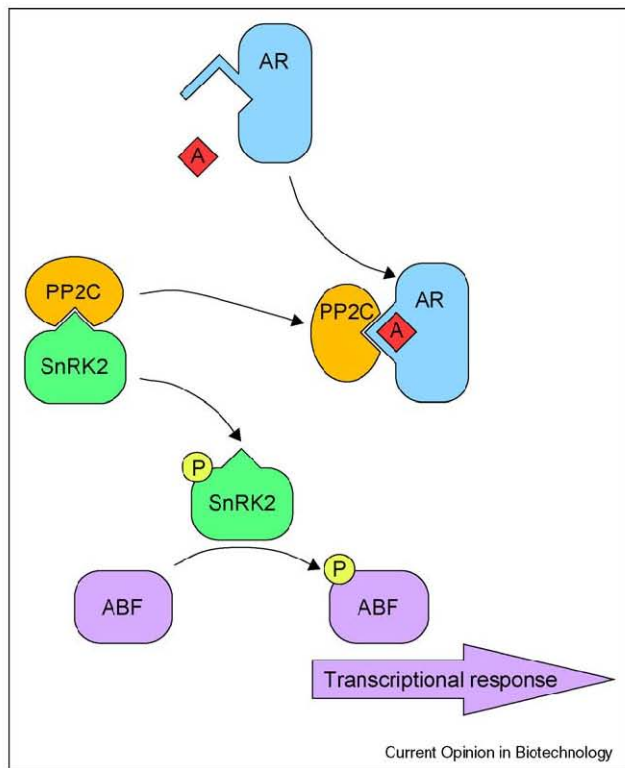 AR
A
PP2C
SnRK2
PP2C
A
AR
P
SnRK2
ABF
P
ABF
Transcriptional response
Current Opinion in Biotechnology